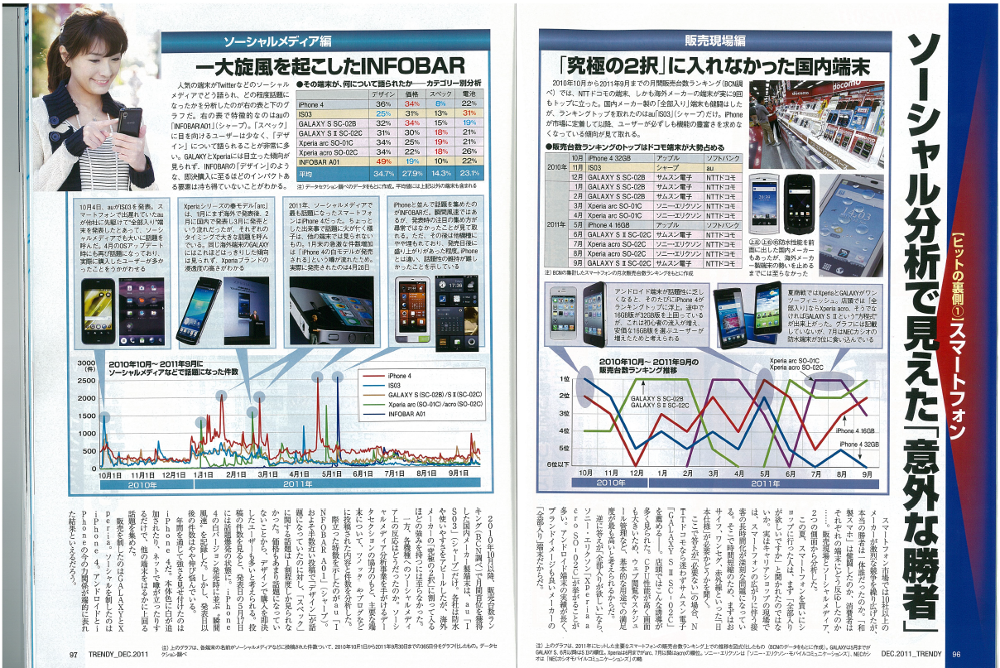 ソーシャル分析で見えた「意外な勝者」
【ヒットの裏側①】スマートフォン
販売現場編
「究極の2択」に入れなかった国内端末
2010年10月から2011年9月までの月間販売台数ランキング(BCN調
べ)では、NTTドコモの端末、しかも海外メーカーの端末が実に9回
もトップに立った。国内メーカー製の「全部入り」端末も健闘はした
が、ランキングトップを取れたのはauの「IS03」(シャープ)だけ。iPhone
が市場に定着して以降、ユーザーが必ずしも機能の豊富さを求めな
くなっている傾向が見て取れる。
●販売台数ランキングのトップはドコモ端末が大勢占める
2010年 10月 iPhone 4 32GB アップル ソフトバンク
11月 IS03 シャープ au
12月 GALAXY S SC-02B サムスン電子 NTTドコモ
2011年 1月 GALAXY S SC-02B サムスン電子 NTTドコモ
2月 GALAXY S SC-02B サムスン電子 NTTドコモ
3月 Xperia arc SO-01C ソニー・エリクソン NTTドコモ
4月 Xperia arc SO-01C ソニー・エリクソン NTTドコモ
5月 iPhone 4 16GB アップル ソフトバンク
6月 GALAXY S Ⅱ SC-02C サムスン電子 NTTドコモ
7月 Xperia acro SO-02C ソニー・エリクソン NTTドコモ
8月 Xperia acro SO-02C ソニー・エリクソン NTTドコモ
9月 GALAXY S Ⅱ SC-02C サムスン電子 NTTドコモ
注)BCNの集計したスマートフォンの月次販売台数ランキングをもとに作成
docomo
docomo
(上左)(上右)(右)防水性能を前
面に出した国内メーカー
もあったが、海外メーカ
ー製端末の勢いを止める
までには至らなかった
アンドロイド端末が話題性に乏し
くなると、そのたびにiPhone 4が
ランキングトップに浮上。途中で
16GB版が32GB版を上回っている
が、これは初心者の流入が増え
安価な16GB版を選ぶユーザーが
増えたためと考えられる
夏商戦ではXperiaとGALAXYがワン
ツーフィニッシュ。店頭では「全
部入り」ならXperia acro、そうでな
ければGALAXY S Ⅱという“方程式”
が出来上がった。グラフには記載
していないが、7月はNECカシオの
防水端末が3位に食い込んでいる
2010年10月〜2011年9月の
販売台数ランキング推移
Xperia arc SO-01C
Xperia acro SO-02C
GALAXY S SC-02B
GALAXY S Ⅱ SC-02C
iPhone 4 16GB
iPhone 4 32GB
1位
2位
3位
4位
5位
6位以下
10月 11月 12月 1月 2月 3月 4月 5月 6月 7月 8月 9月
2010年 2011年
スマートフォン市場では10社以上の
メーカーが激烈な競争を繰り広げたが、
本当の勝者は一体誰だったのか。「和
製スマホ」は健闘したのか、消費者は
それぞれの端末にどう反応したのか
……。販売現場とソーシャルメディア、
2つの側面から分析した。
この夏、スマートフォンを買いにシ
ョップに行った人は、まず「全部入り
が欲しいですか」と聞かれたのではな
いか。実はキャリアショップの現場で
は、スマートフォンの広がりに伴う接
客の長時間化が深刻な問題になってい
る。そこで時間短縮のため、まずはお
サイフ、ワンセグ、赤外線といった“日
本仕様”が必要かどうかを聞く。
ここで答えが「必要ない」の場合、N
TTドコモなら迷わずサムスン電子
「GALAXY S Ⅱ SC-02C」
を薦める——。店頭ではこんな誘導が
多く見られた。CPU性能が高く画面
も大きいため、ウェブ閲覧やスケジュ
ール管理など、基本的な用途での満足
度が最も高いと考えられるからだ。
逆に答えが「全部入りが欲しい」なら、
ソニー・エリクソン「Xperia a
cro SO-02C」が挙がることが
多い。アンドロイド端末の実績が長く、
ブランドイメージも良いメーカーの
「全部入り」端末だからだ。
注)上のグラフは、2011年にヒットした主要なスマートフォンの販売台数ランキング上での推移を図式化したもの(BCNのデータをもとに作成)。GALAXYは5月までが
GALAXY S、6月以降はS Ⅱの順位。Xperiaは6月までがarc、7月以降はacroの順位。ソニー・エリクソンは「ソニー・エリクソン・モバイルコミュニケーションズ」、NECカシ
オは「NECカシオモバイルコミュニケーションズ」の略
DEC.2011_TRENDY 96
ソーシャルメディア編
一大旋風を起こしたINFOBAR
人気の端末がTwitterなどのソーシャル
メディアでどう語られ、どの程度話題に
なったかを分析したのが右の表と下のグ
ラフだ。右の表で特徴的なのはauの
「INFOBAR A01」(シャープ)。「スペック」
に目を向けるユーザーは少なく、「デザ
イン」について語られることが非常に多
い。GALAXYとXperiaには目立った傾向が
見られず、INFOBARの「デザイン」のよう
な、即決購入に至るほどのインパクトあ
る要素は持ち得ていないことがわかる。
●その端末が、何について語られたか——カテゴリー別分析
デザイン 価格 スペック 電池
iPhone 4 36% 34% 8% 22%
IS03 25% 31% 13% 31%
GALAXY S SC-02B 32% 34% 15% 19%
GALAXY S Ⅱ SC-02C 31% 30% 18% 21%
Xperia arc SO-01C 34% 25% 19% 21%
Xperia acro SO-02C 34% 22% 18% 26%
INFOBAR A01 49% 19% 10% 22%
平均 34.7% 27.9% 14.3% 23.1%
注)データセクション調べのデータをもとに作成。平均値には上記以外の端末も含まれる
10月4日、auがIS03を発表。ス
マートフォンで出遅れていたau
が他社に先駆けて“全部入り”端
末を発表したとあって、ソーシ
ャルメディアでも大いに話題を
呼んだ。4月のOSアップデート
時にも再び話題になっており、
実際に購入したユーザーが多か
ったことをうかがわせる
Xperiaシリーズの春モデル「arc」
は、1月にまず海外で発表後、2
月に国内で発表し3月に発売と
いう流れだったが、それぞれの
タイミングで大きな話題を呼ん
でいる。同じ海外端末のGALAXY
にはこれほどはっきりした傾向
は見られず、Xperiaブランドの
浸透度の高さがわかる
2011年、ソーシャルメディアで
最も話題になったスマートフォ
ンはiPhone 4だった。ちょっと
した出来事で話題に火が付く様
子は、他の端末では見られない
もの。1月末の急激な件数増加
は「iPhone 4の白モデルが発売
される」という噂が流れたため。
実際に発売されたのは4月28日
iPhoneと並んで話題を集めたの
がINFOBARだ。瞬間風速ではあ
るが、発表時の注目の集め方が
尋常ではなかったことが見て取
れる。ただ、その後は他機種に
やや埋もれており、発売日後に
盛り上がりがあった程度。iPhone
とは違い、話題性の維持が難し
かったことを示している
17:36
2010年10月〜2011年9月に
ソーシャルメディアなどで話題になった件数
iPhone 4
IS03
GALAXY S(SC-02B)/S Ⅱ(SC-02C)
Xperia arc(SO-01C)/acro(SO-02C)
INFOBAR A01
3000
(件)
2500
2000
1500
1000
500
0
10月1日 11月1日 12月1日 1月1日 2月1日 3月1日 4月1日 5月1日 6月1日 7月1日 8月1日 9月1日
2010年 2011年
2010年10月以降、販売台数ラン
キング(BCN調べ)で月間首位を獲得
した国内メーカー製端末は、au「I
S03」(シャープ)だけ。各社は防水
や使いやすさをアピールしたが、海外
メーカーの「究極の2択」に割って入る
ほどの強みを持つには至らなかった。
一方、各機種へのソーシャルメディ
ア上の反応はどうだったのか。ソーシ
ャルメディア分析事業を手がけるデー
タセクションの協力のもと、主要な端
末についてツイッターやブログなど
に投稿された内容と件数を分析した。
際立った特徴を示したのがau「I
NFOBAR A01」(シャープ)。
およそ半数近い投稿で「デザイン」が話
題になっていたのに対し、「スペック」
に関する話題は1割程度しか見られな
かった。価格もあまり話題になってい
ないことから、デザインで購入を即決
したユーザーも多いと考えられる。投
稿の件数を見ると、発表日の5月17日
には話題爆発の状態に。iPhone
4の白バージョン発売時に並ぶ“瞬間
風速”を記録した。しかし、発表日以
後の件数はやや伸び悩んでいる。
年間を通じて強さを見せ付けたのは
iPhone 4だ。本体色に白が追
加されたり、ネットで噂が立ったりす
るだけで、他の端末をはるかに上回る
話題を集めた。
販売を制したのはGALAXYとX
peria。ソーシャルを制したのは
iPhone 4。アンドロイドとi
Phoneの今の力関係が端的に表れ
た結果といえるだろう。
注)上のグラフは、各端末の名前がソーシャルメディアなどに投稿された件数について、2010年10月1日から2011年9月30日までの365日分をグラフ化したもの。データセ
クション調べ
97 TRENDY_DEC.2011